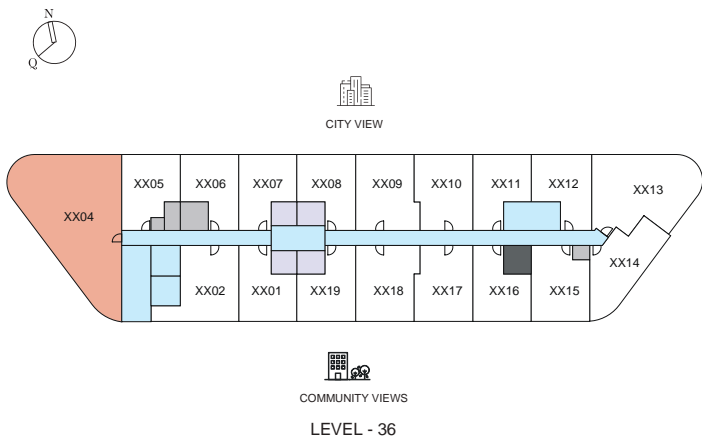 N
Q
CITY VIEW
XX04
XX05
XX06
XX07
XX08
XX09
XX10
XX11
XX12
XX13
XX02
XX01
XX19
XX18
XX17
XX16
XX15
XX14
COMMUNITY VIEWS
LEVEL - 36